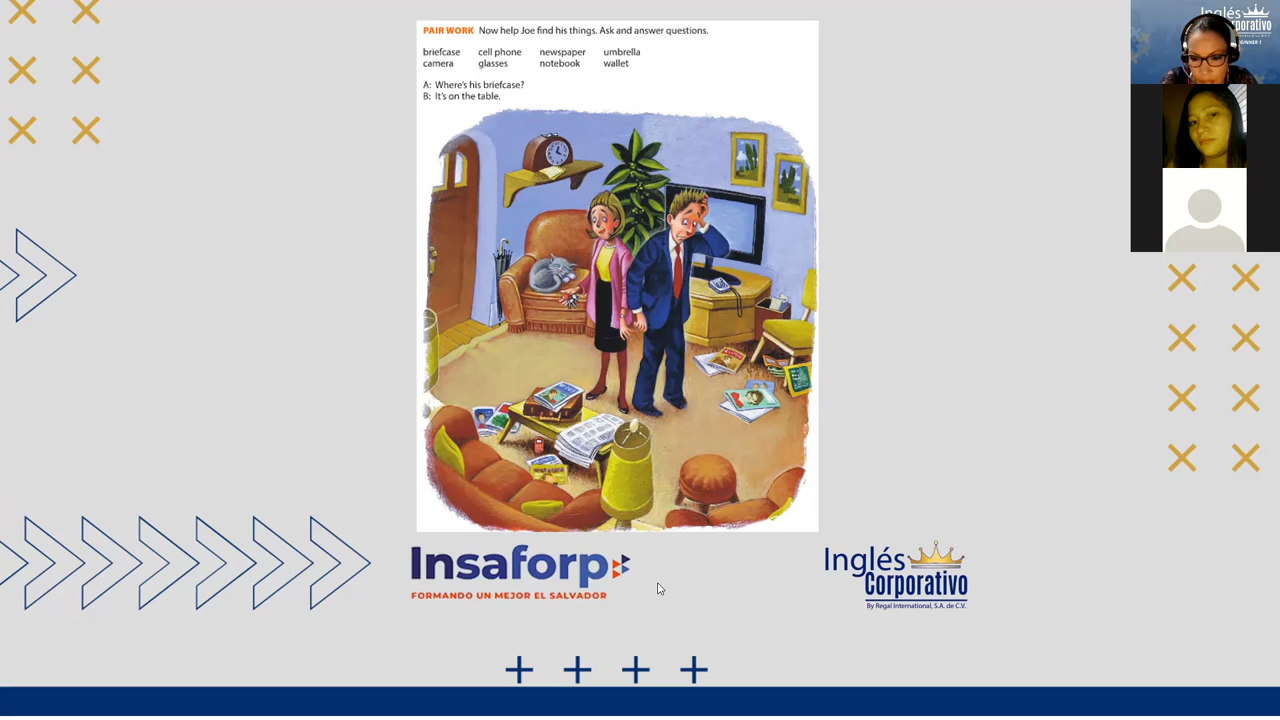 PAIR WORK Now help Joe find his things. Ask and answer questions.
briefcase cell phone newspaper umbrella
camera glasses notebook wallet
A: Where's his briefcase?
B: It's on the table.
Insaforp
FORMANDO UN MEJOR EL SALVADOR
Inglés
Corporativo
By Regal International, S.A. de C.V.
Inglés
Corporativo